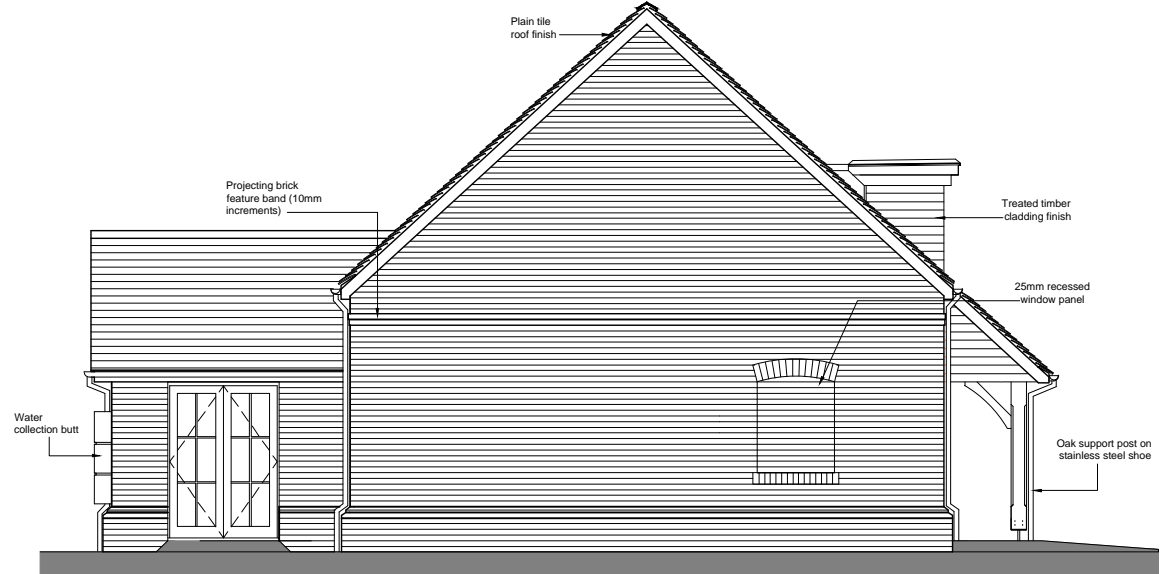 Plain tile
roof finish
Projecting brick
feature band (10mm
increments)
Treated timber
cladding finish
25mm recessed
window panel
Water
collection butt
Oak support post on
stainless steel shoe